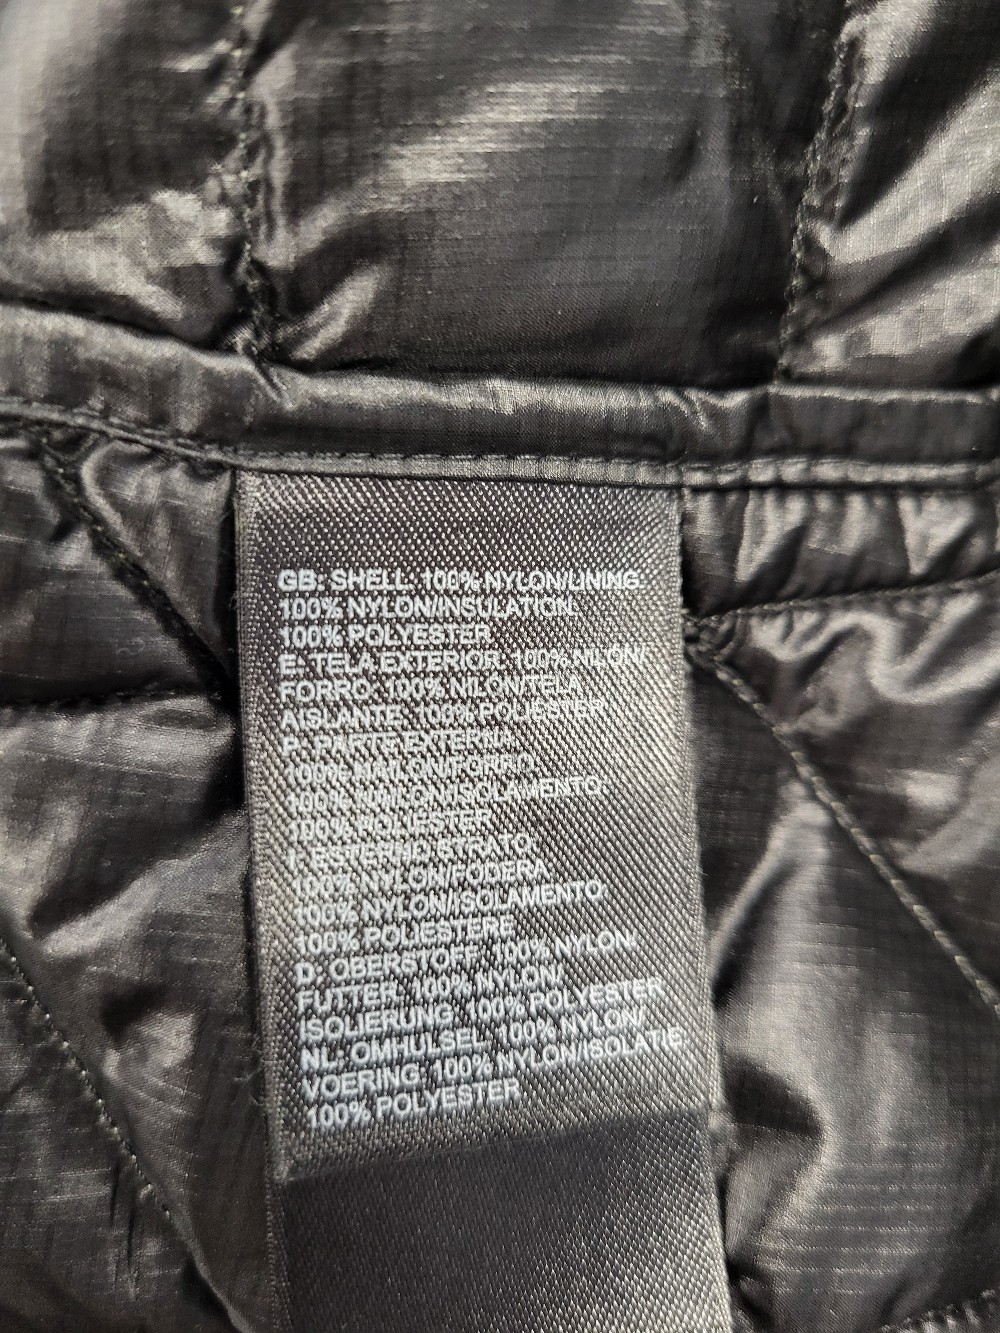 GB: SHELL: 100% NYLON/LINING:
100% NYLON/INSULATION:
100% POLYESTER
E: TELA EXTERIOR: 100% NILON/
FORRO: 100% NILON/TELA
AISLANTE: 100% POLIESTER
P: PARTE EXTERNA:
100% NAILON/FORRO:
100% NAILON/ISOLAMENTO:
100% POLIESTER
I: ESTERNO STRATO:
100% NYLON/FODERA
100% NYLON/ISOLAMENTO:
100% POLIESTERE
D: OBERSTOFF: 100% NYLON/
FUTTER: 100% NYLON/
ISOLIERUNG: 100% POLYESTER
NL: OMHULSEL: 100% NYLON/
VOERING: 100% NYLON/ISOLATIE:
100% POLYESTER